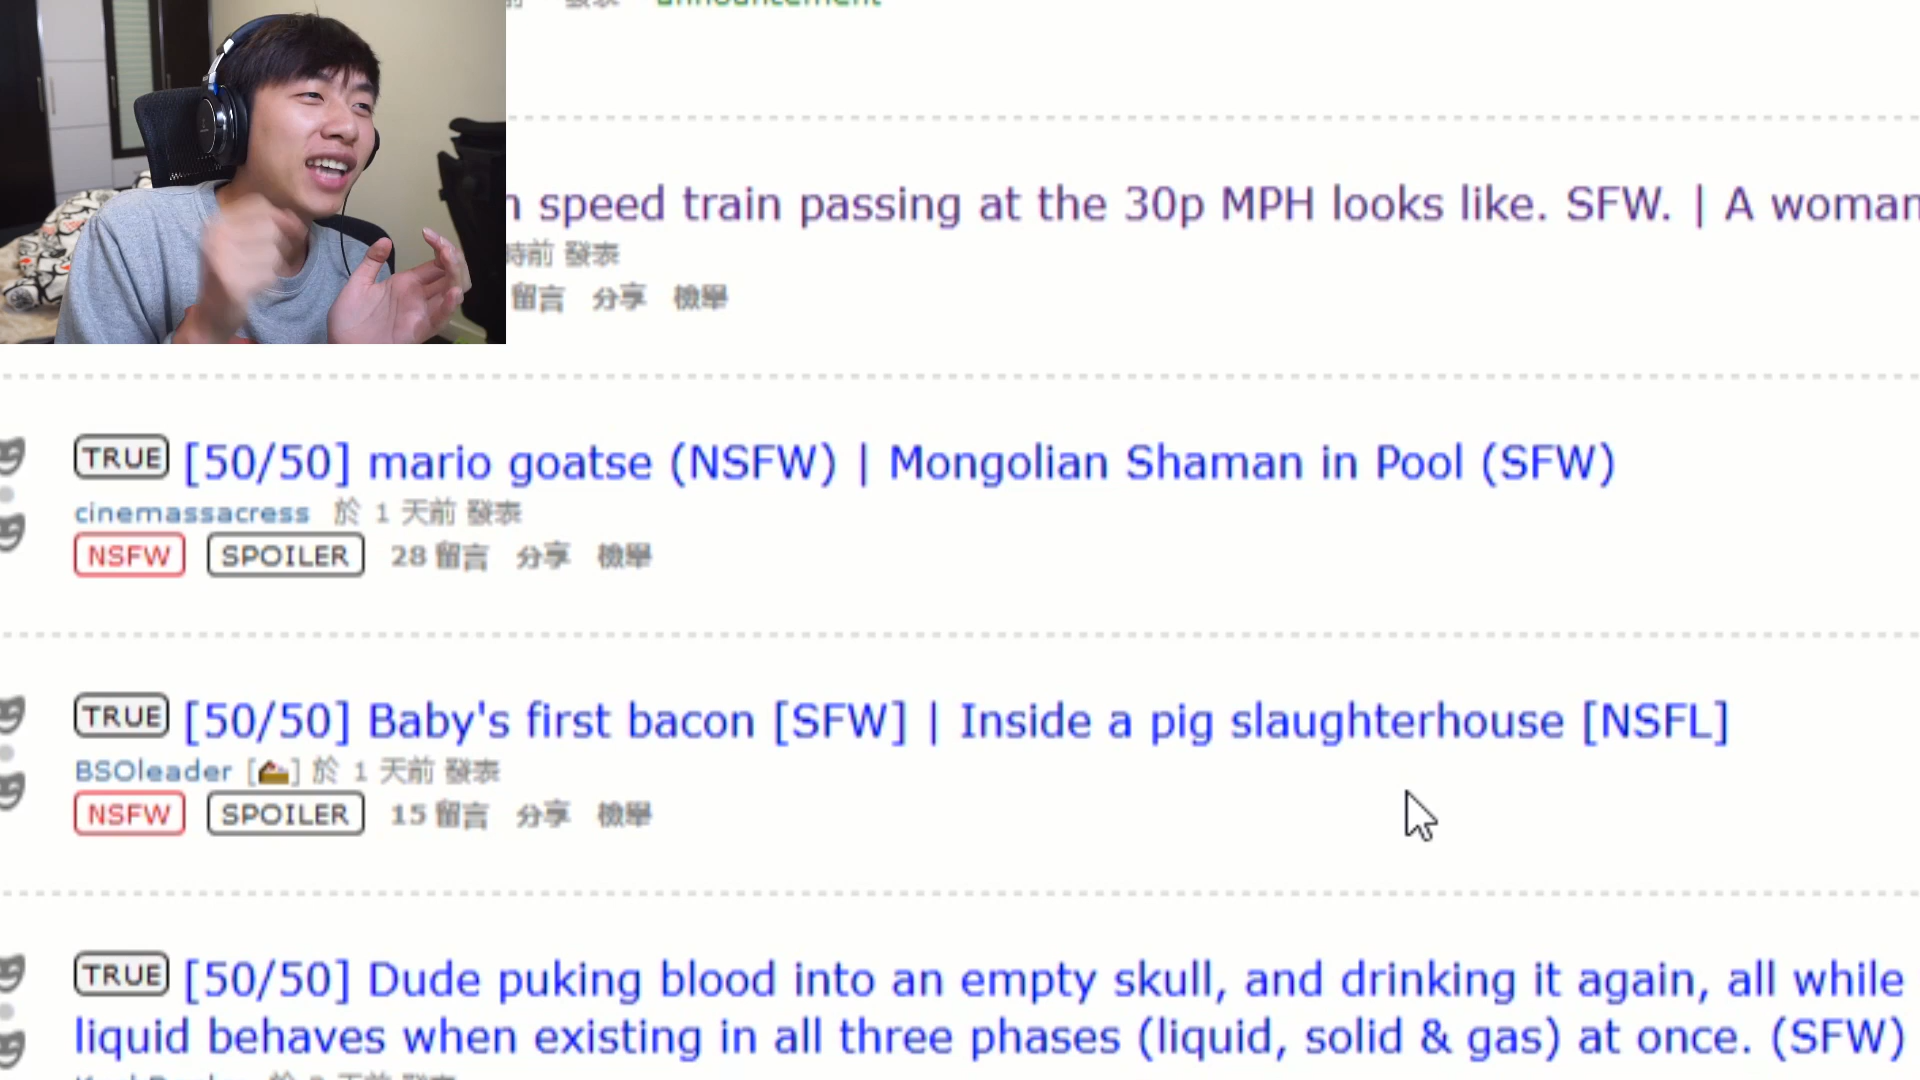 announcement
speed train passing at the 30p MPH looks like. SFW. | A woman
時前 發表
留言 分享 檢舉
TRUE [50/50] mario goatse (NSFW) | Mongolian Shaman in Pool (SFW)
cinemassacress 於 1 天前 發表
NSFW SPOILER 28 留言 分享 檢舉
TRUE [50/50] Baby's first bacon [SFW] | Inside a pig slaughterhouse [NSFL]
BSOleader [🍰] 於 1 天前 發表
NSFW SPOILER 15 留言 分享 檢舉
TRUE [50/50] Dude puking blood into an empty skull, and drinking it again, all while
liquid behaves when existing in all three phases (liquid, solid & gas) at once. (SFW)